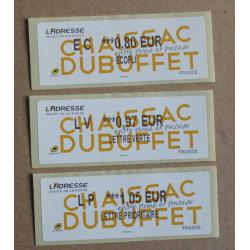 L'ADRESSE
MUSÉE DE LA POSTE
CHAISSAC
EC ***0,80 EUR
ECOPLI
entre plume et pinceau
DUBUFFET
FRANCE
L'ADRESSE
MUSÉE DE LA POSTE
CHAISSAC
LV ***0,97 EUR
LETTRE VERTE
entre plume et pinceau
DUBUFFET
FRANCE
L'ADRESSE
MUSÉE DE LA POSTE
CHAISSAC
LP ***1,05 EUR
LETTRE PRIORITAIRE
entre plume et pinceau
DUBUFFET
FRANCE